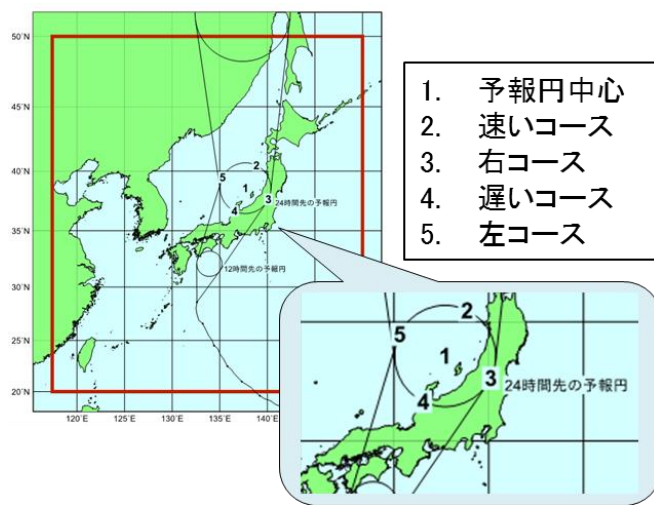 50°N
45°N
40°N
35°N
30°N
25°N
20°N
120°E
125°E
130°E
135°E
140°E
5
2
1
3
4
24時間先の予報円
12時間先の予報円
1. 予報円中心
2. 速いコース
3. 右コース
4. 遅いコース
5. 左コース
2
5
1
3
4
24時間先の予報円